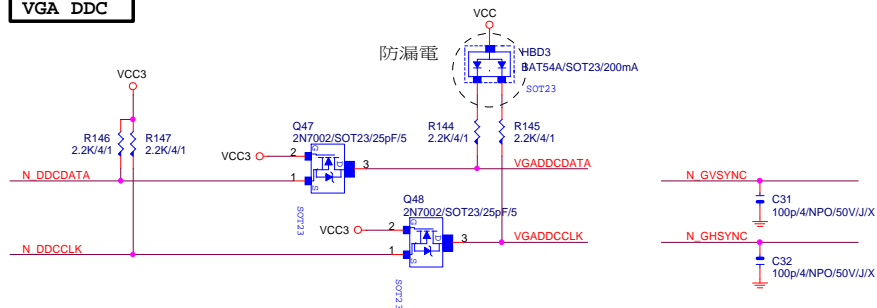 VGA DDC
VCC
防漏電
HBD3
BAT54A/SOT23/200mA
SOT23
VCC3
R146
2.2K/4/1
R147
2.2K/4/1
Q47
2N7002/SOT23/25pF/5
R144
2.2K/4/1
R145
2.2K/4/1
VCC3
2
G
D
S
3
1
VGADDCDATA
N_DDCDATA
SOT23
Q48
2N7002/SOT23/25pF/5
VCC3
2
G
D
S
3
1
VGADDCCLK
N_DDCCLK
SOT23
N_GVSYNC
C31
100p/4/NPO/50V/J/X
N_GHSYNC
C32
100p/4/NPO/50V/J/X